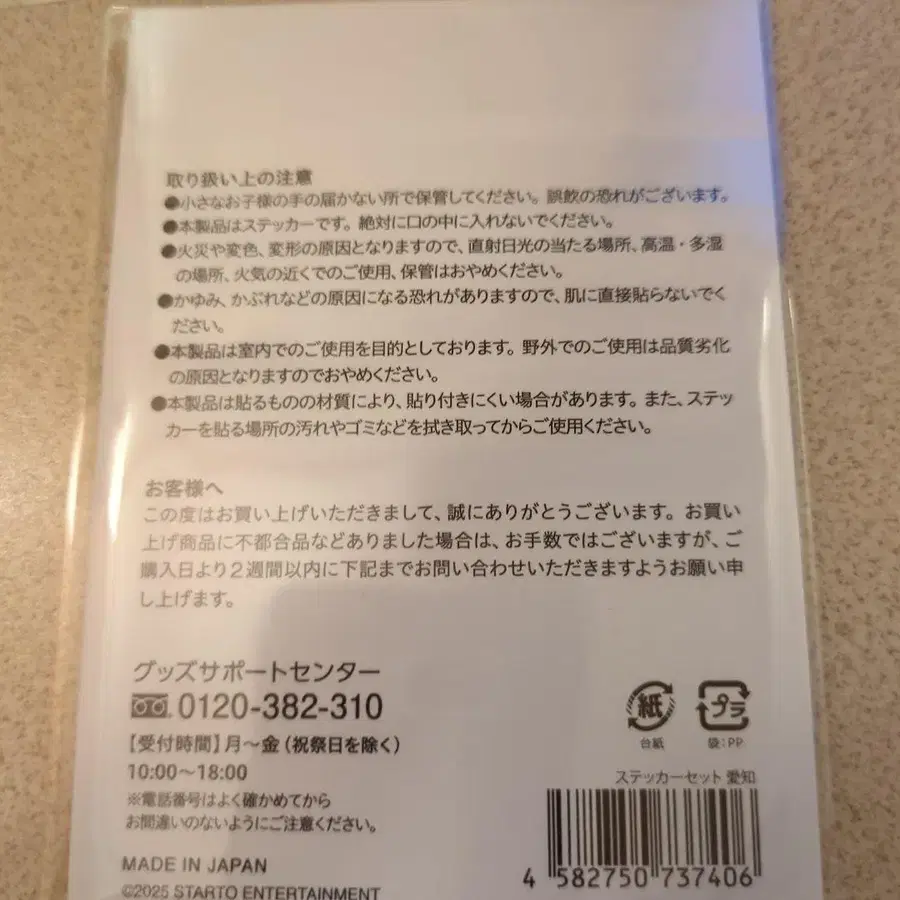 取り扱い上の注意
●小さなお子様の手の届かない所で保管してください。誤飲の恐れがございます。
●本製品はステッカーです。絶対に口の中に入れないでください。
●火災や変色、変形の原因となりますので、直射日光の当たる場所、高温・多湿
の場所、火気の近くでのご使用、保管はおやめください。
●かゆみ、かぶれなどの原因になる恐れがありますので、肌に直接貼らないでく
ださい。
●本製品は室内でのご使用を目的としております。野外でのご使用は品質劣化
の原因となりますのでおやめください。
●本製品は貼るものの材質により、貼り付きにくい場合があります。また、ステッ
カーを貼る場所の汚れやゴミなどを拭き取ってからご使用ください。
お客様へ
この度はお買い上げいただきまして、誠にありがとうございます。お買い
上げ商品に不都合品などありました場合は、お手数ではございますが、ご
購入日より2週間以内に下記までお問い合わせいただきますようお願い申
し上げます。
グッズサポートセンター
0120-382-310
【受付時間】月〜金(祝祭日を除く)
10:00〜18:00
※電話番号はよく確かめてから
お間違いのないようにご注意ください。
MADE IN JAPAN
©2025 STARTO ENTERTAINMENT
紙
台紙
プラ
袋:PP
ステッカーセット 愛知
4 582750 737406